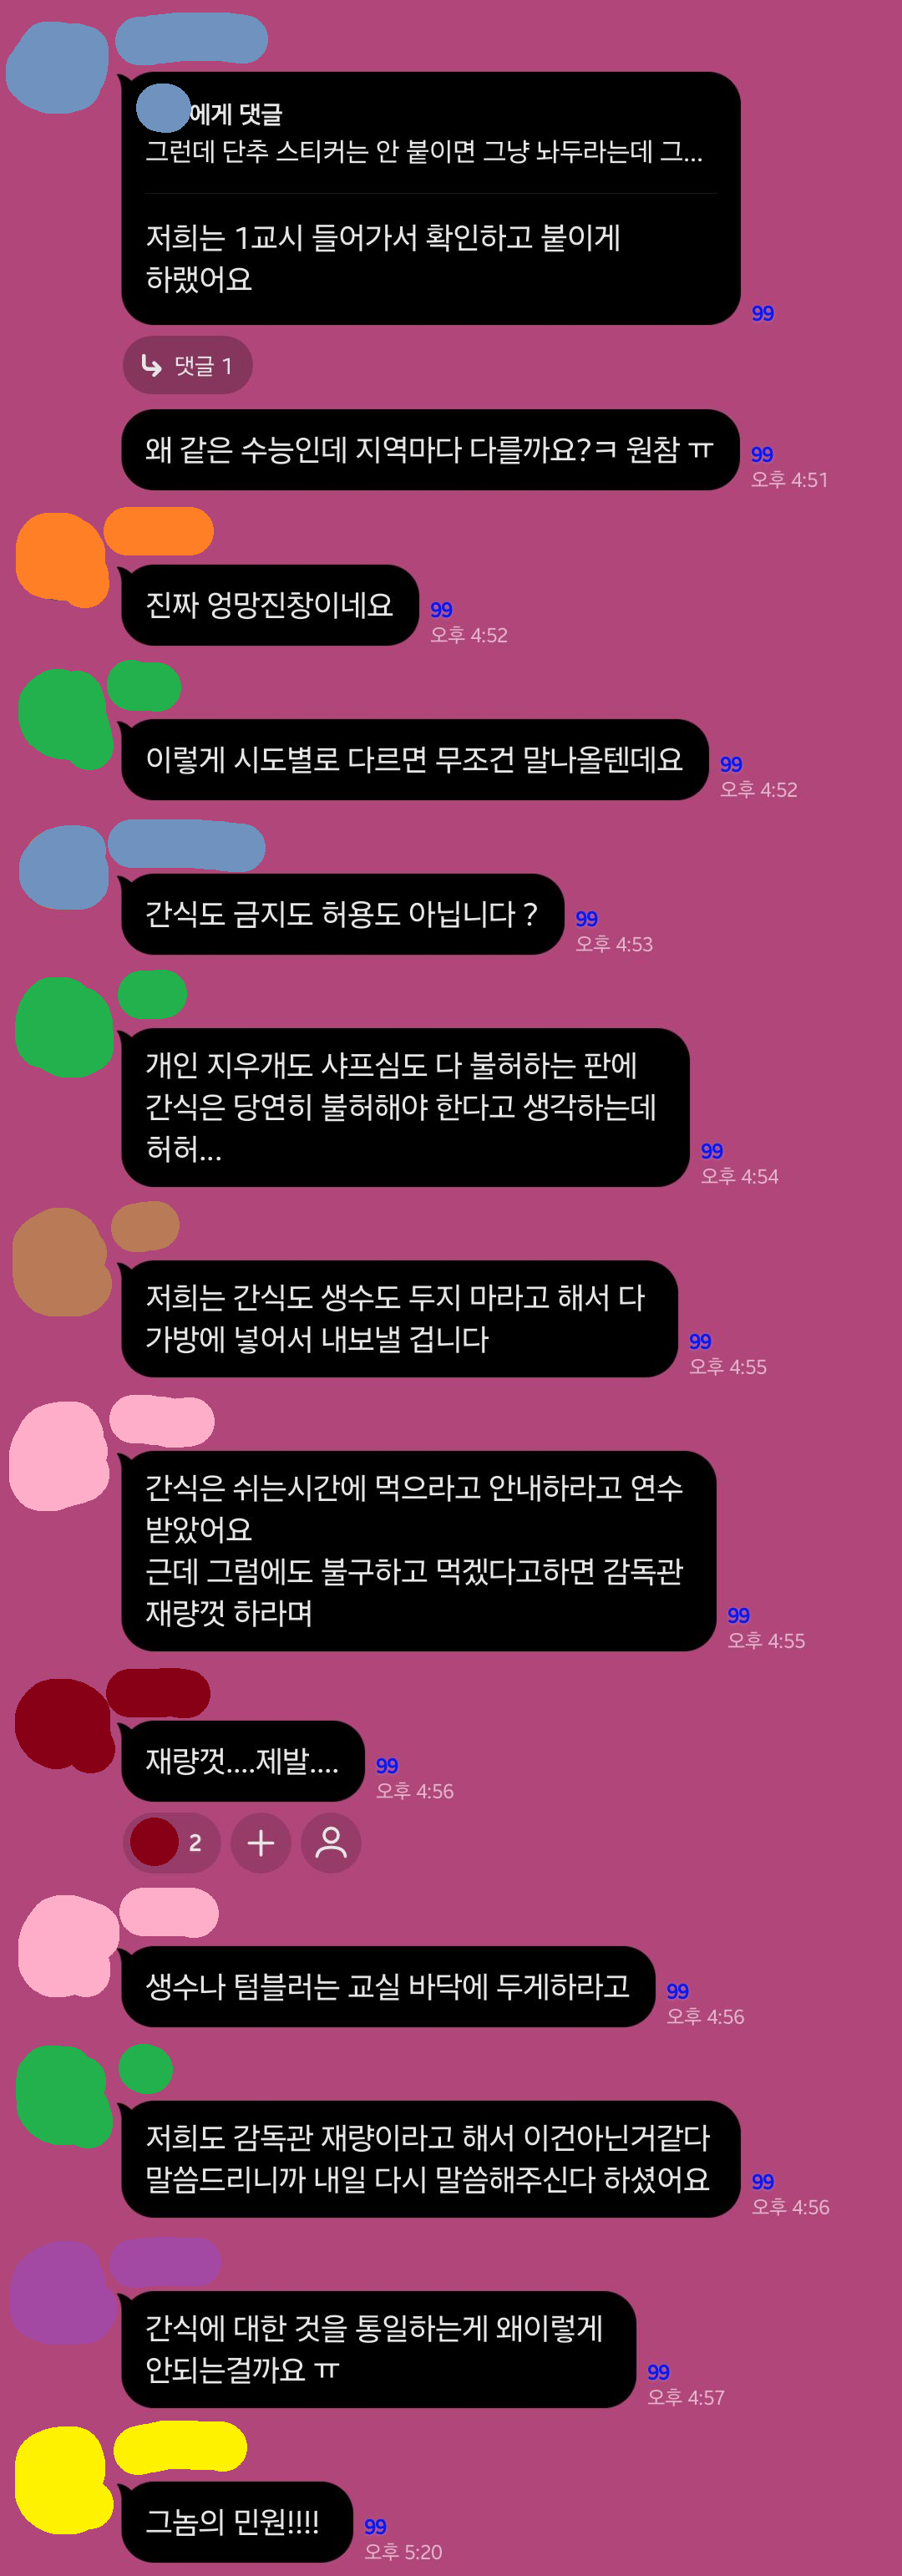 에게 댓글
그런데 단추 스티커는 안 붙이면 그냥 놔두라는데 그...
저희는 1교시 들어가서 확인하고 붙이게
하랬어요
99
댓글 1
왜 같은 수능인데 지역마다 다를까요?ㅋ 원참 ㅠ
99
오후 4:51
진짜 엉망진창이네요
99
오후 4:52
이렇게 시도별로 다르면 무조건 말나올텐데요
99
오후 4:52
간식도 금지도 허용도 아닙니다 ?
99
오후 4:53
개인 지우개도 샤프심도 다 불허하는 판에
간식은 당연히 불허해야 한다고 생각하는데
허허...
99
오후 4:54
저희는 간식도 생수도 두지 마라고 해서 다
가방에 넣어서 내보낼 겁니다
99
오후 4:55
간식은 쉬는시간에 먹으라고 안내하라고 연수
받았어요
근데 그럼에도 불구하고 먹겠다고하면 감독관
재량껏 하라며
99
오후 4:55
재량껏....제발....
99
오후 4:56
2
생수나 텀블러는 교실 바닥에 두게하라고
99
오후 4:56
저희도 감독관 재량이라고 해서 이건아닌거같다
말씀드리니까 내일 다시 말씀해주신다 하셨어요
99
오후 4:56
간식에 대한 것을 통일하는게 왜이렇게
안되는걸까요 ㅠ
99
오후 4:57
그놈의 민원!!!!
99
오후 5:20